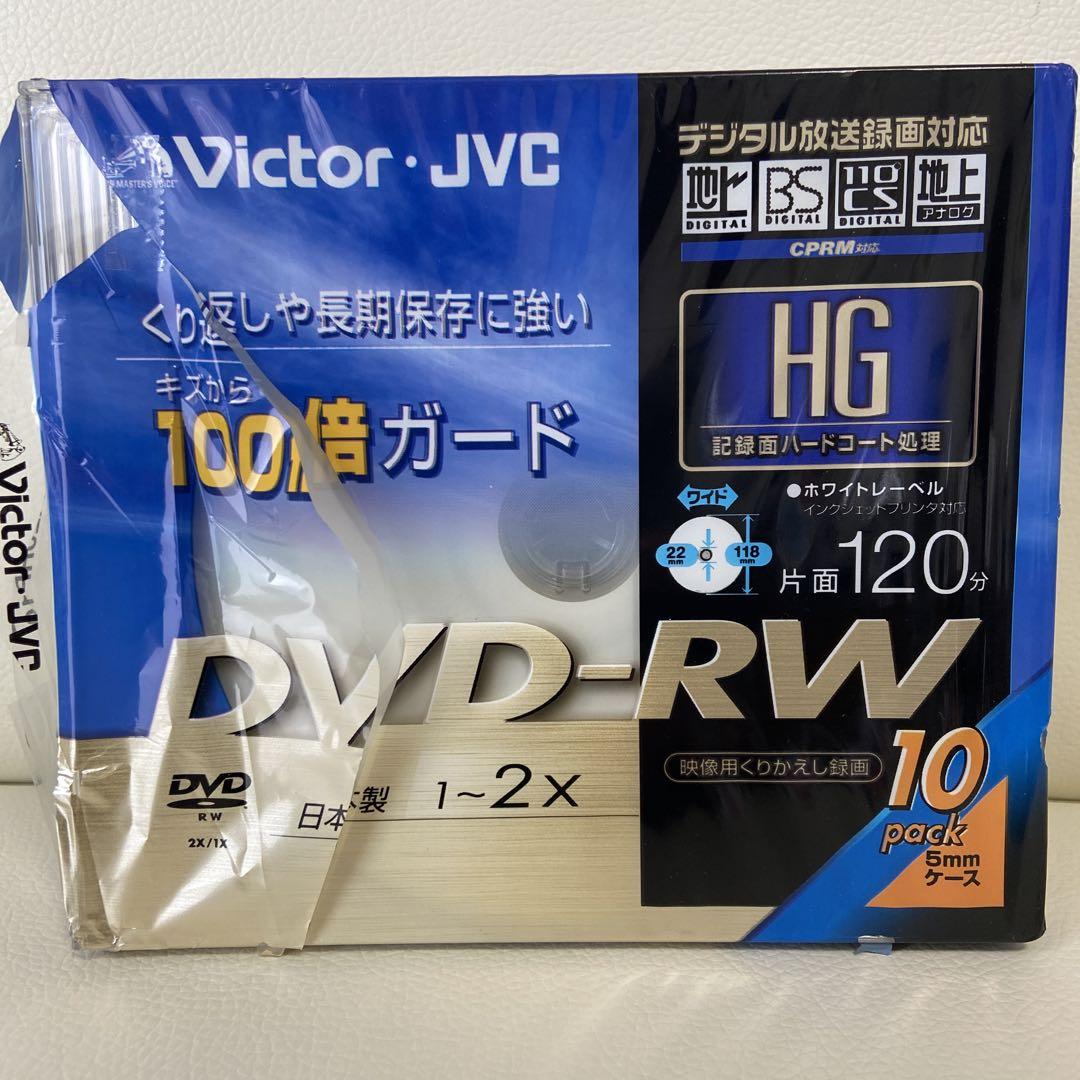 Victor・JVC
MASTER'S VOICE
くり返しや長期保存に強い
キズから
100倍ガード
デジタル放送録画対応
地上 DIGITAL
BS DIGITAL
110° CS DIGITAL
地上 アナログ
CPRM対応
HG
記録面ハードコート処理
●ホワイトレーベル
インクジェットプリンタ対応
ワイド
22mm
118mm
片面120分
DVD-RW
映像用くりかえし録画
10
pack
5mm
ケース
DVD
RW
2X/1X
日本製
1〜2X
Victor・JVC